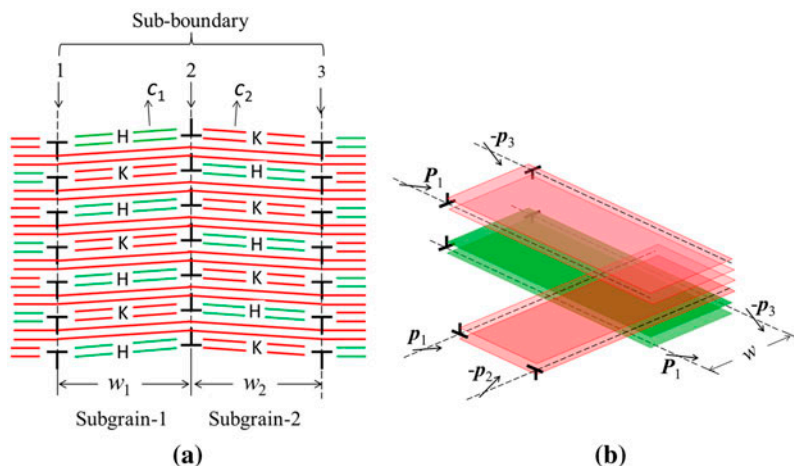 Sub-boundary
1 2 3
c₁ c₂
H K
K H
H K
K H
H K
K H
H K
w₁ w₂
Subgrain-1 Subgrain-2
(a)
-p₃
P₁
-p₃
p₁
w
-p₂ P₁
(b)